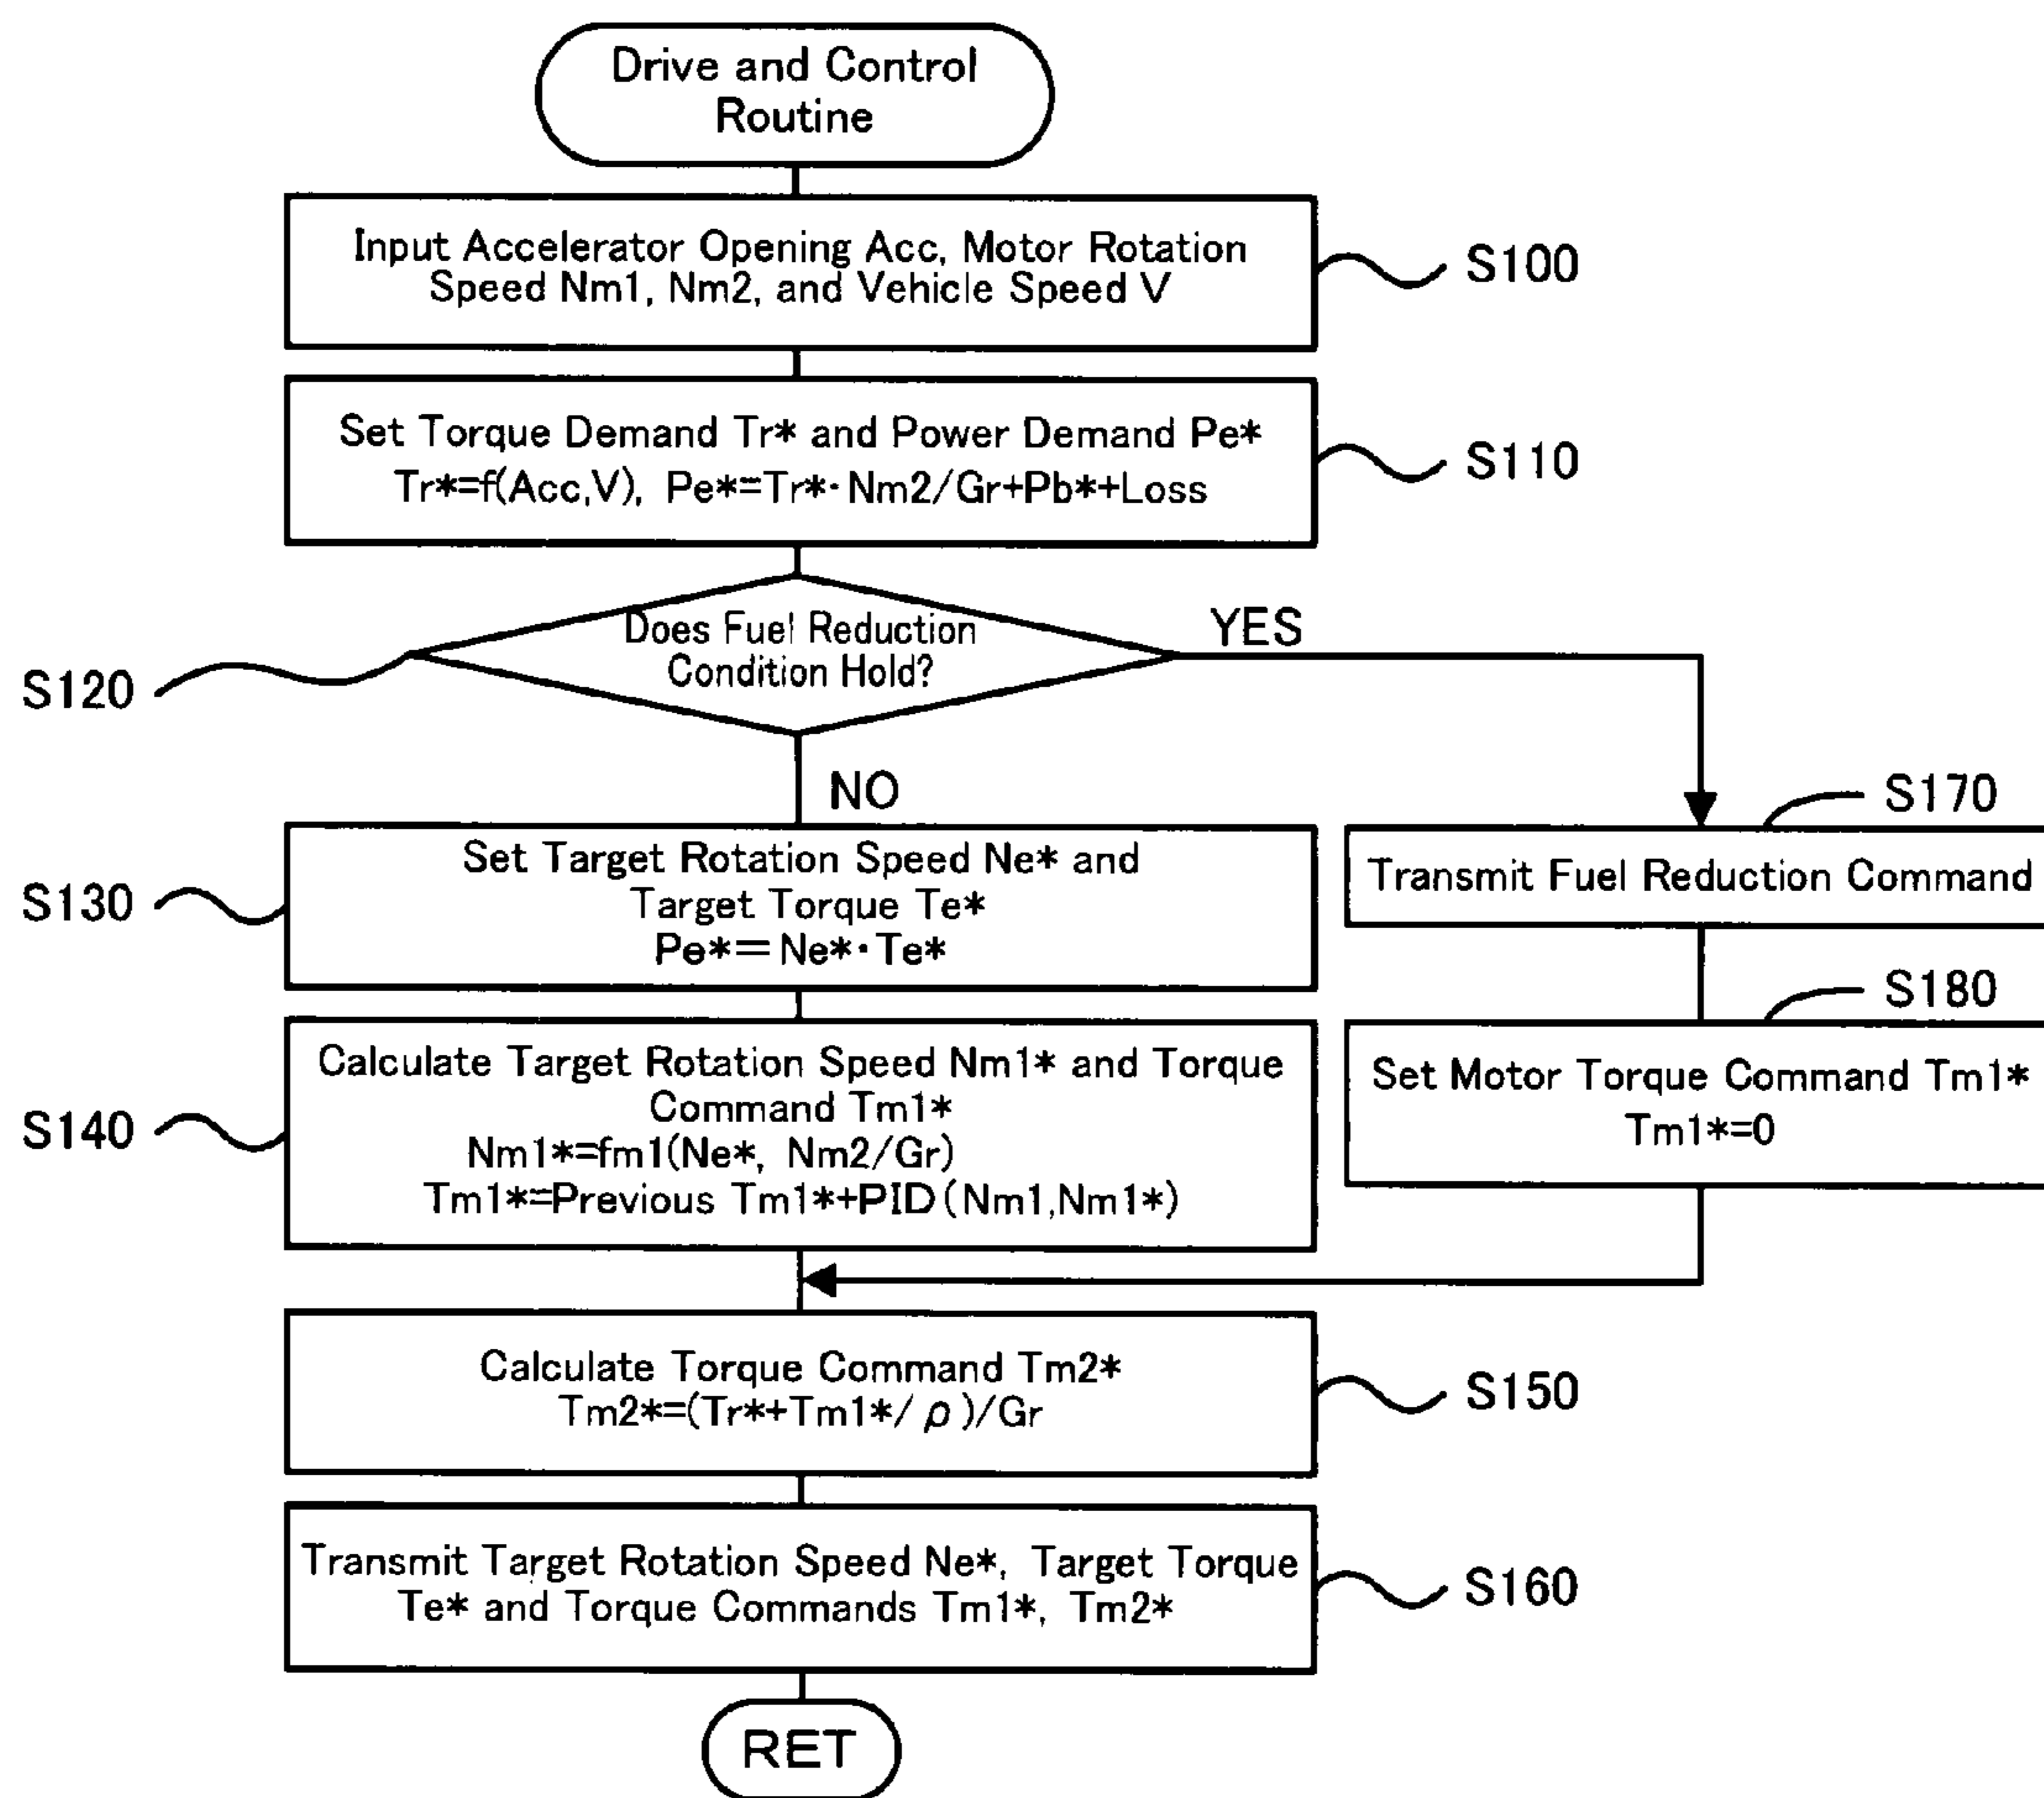 Drive and Control
Routine
Input Accelerator Opening Acc, Motor Rotation
Speed Nm1, Nm2, and Vehicle Speed V
S100
Set Torque Demand Tr* and Power Demand Pe*
Tr*=f(Acc,V), Pe*=Tr*·Nm2/Gr+Pb*+Loss
S110
Does Fuel Reduction
Condition Hold?
YES
S120
NO
S130
Set Target Rotation Speed Ne* and
Target Torque Te*
Pe*=Ne*·Te*
S170
Transmit Fuel Reduction Command
S140
Calculate Target Rotation Speed Nm1* and Torque
Command Tm1*
Nm1*=fm1(Ne*, Nm2/Gr)
Tm1*=Previous Tm1*+PID(Nm1,Nm1*)
S180
Set Motor Torque Command Tm1*
Tm1*=0
Calculate Torque Command Tm2*
Tm2*=(Tr*+Tm1*/ρ)/Gr
S150
Transmit Target Rotation Speed Ne*, Target Torque
Te* and Torque Commands Tm1*, Tm2*
S160
RET